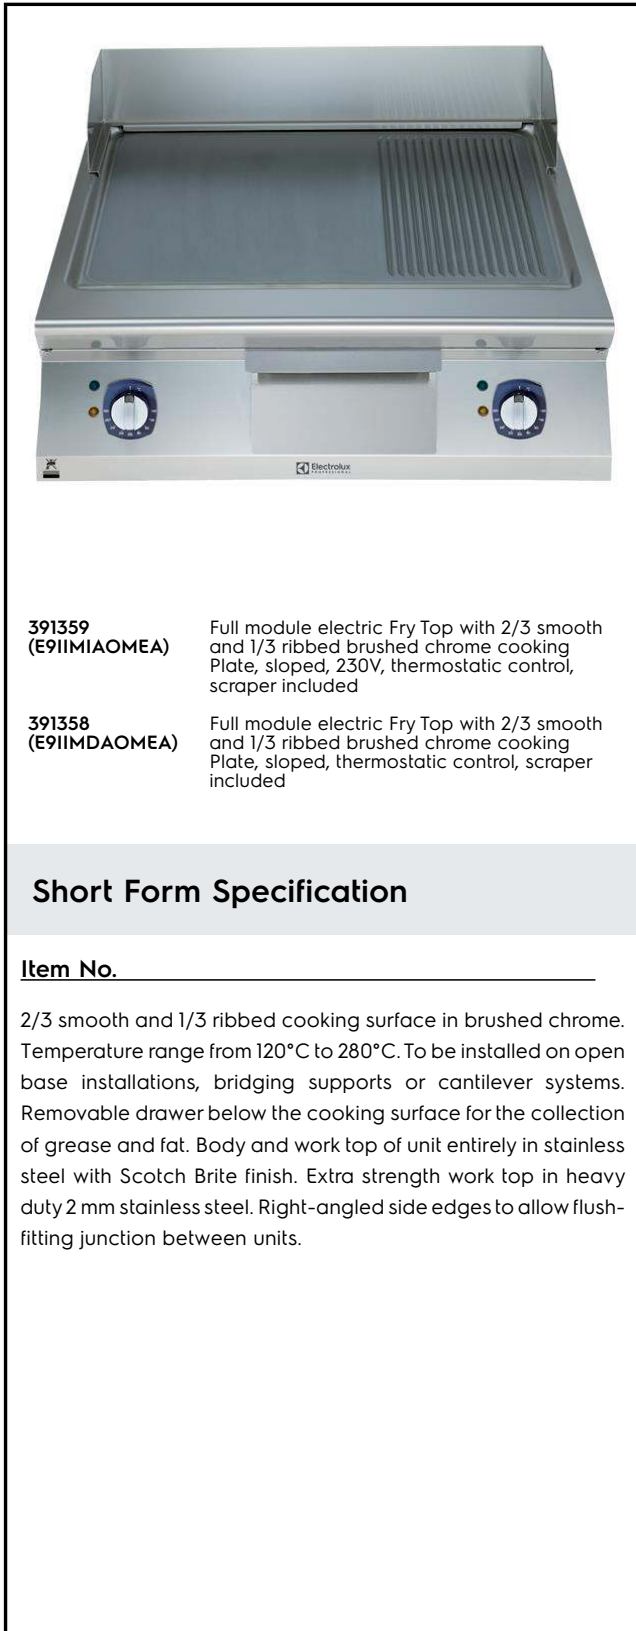 Electrolux
PROFESSIONAL
391359
(E9IIMIAOMEA)
Full module electric Fry Top with 2/3 smooth
and 1/3 ribbed brushed chrome cooking
Plate, sloped, 230V, thermostatic control,
scraper included
391358
(E9IIMDAOMEA)
Full module electric Fry Top with 2/3 smooth
and 1/3 ribbed brushed chrome cooking
Plate, sloped, thermostatic control, scraper
included
Short Form Specification
Item No.
2/3 smooth and 1/3 ribbed cooking surface in brushed chrome.
Temperature range from 120°C to 280°C. To be installed on open
base installations, bridging supports or cantilever systems.
Removable drawer below the cooking surface for the collection
of grease and fat. Body and work top of unit entirely in stainless
steel with Scotch Brite finish. Extra strength work top in heavy
duty 2 mm stainless steel. Right-angled side edges to allow flush-
fitting junction between units.